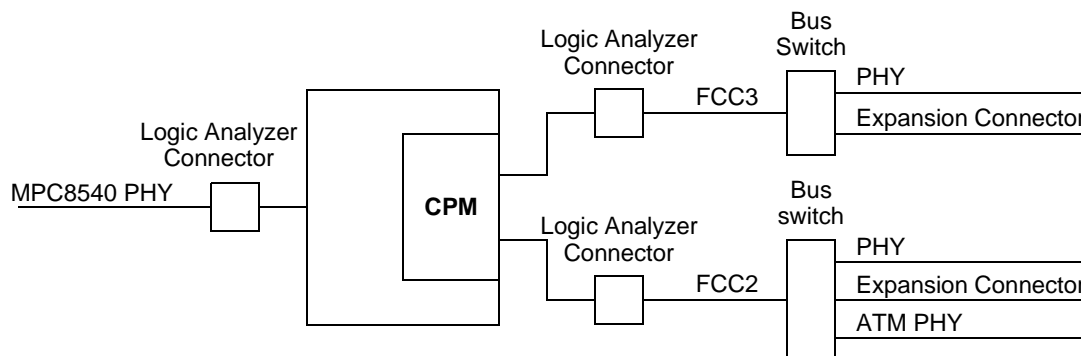 Bus
Switch
Logic Analyzer
Connector
FCC3
PHY
Expansion Connector
Logic Analyzer
Connector
MPC8540 PHY
CPM
Bus
switch
Logic Analyzer
Connector
FCC2
PHY
Expansion Connector
ATM PHY